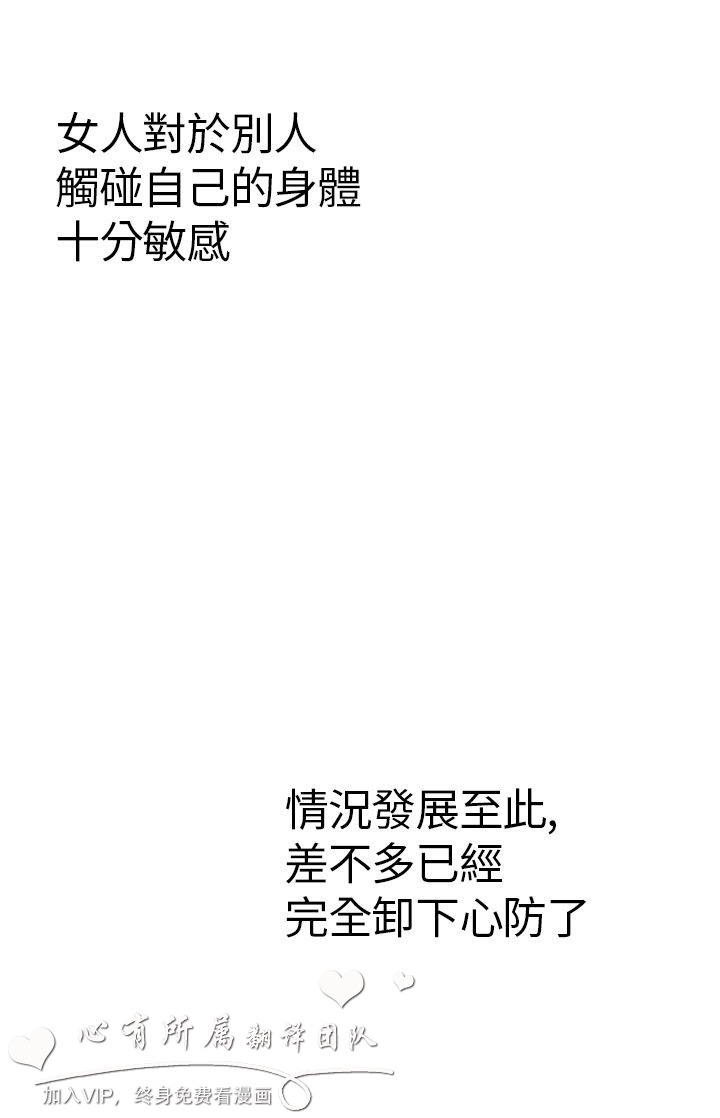 女人對於別人
觸碰自己的身體
十分敏感
情況發展至此,
差不多已經
完全卸下心防了
心有所属翻译团队
加入VIP，终身免费看漫画